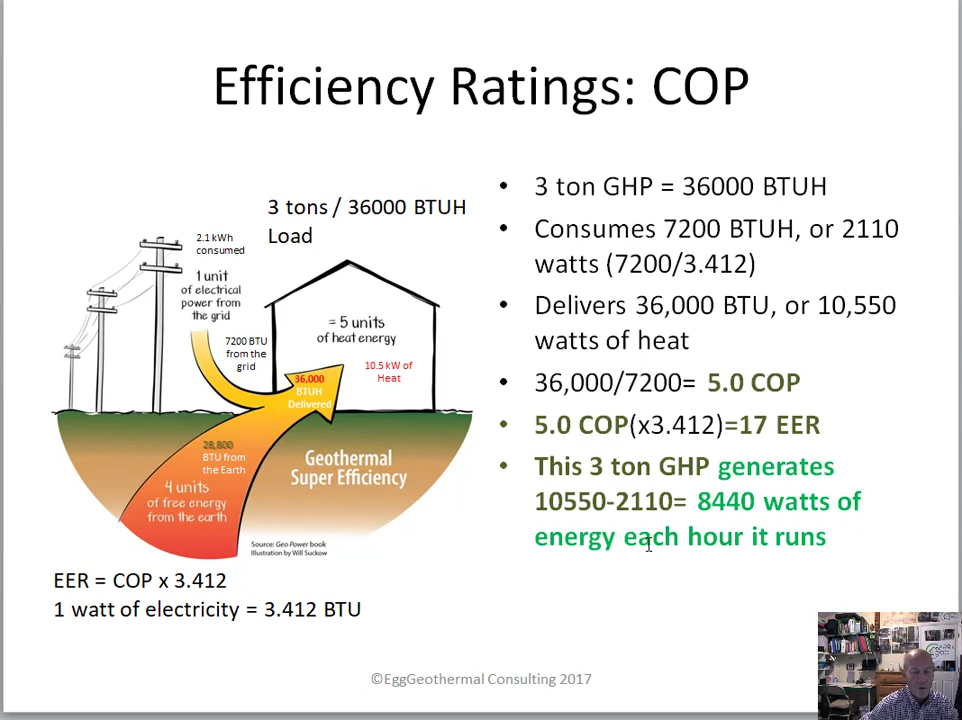 Efficiency Ratings: COP
3 tons / 36000 BTUH
Load
2.1 kWh
consumed
1 unit
of electrical
power from
the grid
7200 BTU
from the
grid
= 5 units
of heat energy
10.5 kW of
Heat
36,000
BTUH
Delivered
28,800
BTU from
the Earth
4 units
of free energy
from the earth
Geothermal
Super Efficiency
Source: Geo Power book
Illustration by Will Suckow
EER = COP x 3.412
1 watt of electricity = 3.412 BTU
• 3 ton GHP = 36000 BTUH
• Consumes 7200 BTUH, or 2110
watts (7200/3.412)
• Delivers 36,000 BTU, or 10,550
watts of heat
• 36,000/7200= 5.0 COP
• 5.0 COP(x3.412)=17 EER
• This 3 ton GHP generates
10550-2110= 8440 watts of
energy each hour it runs
©EggGeothermal Consulting 2017